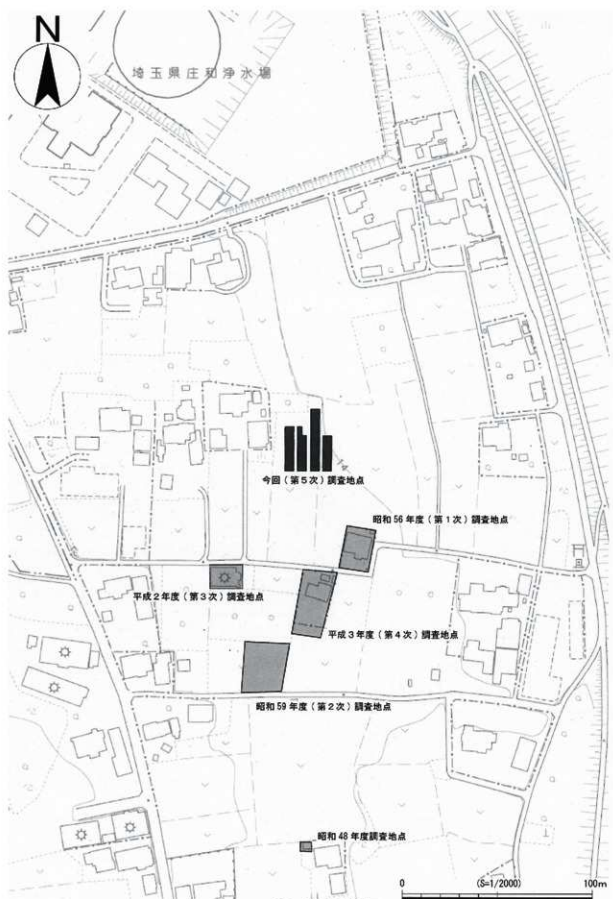 N
埼玉県庄和浄水場
14
今回（第5次）調査地点
昭和56年度（第1次）調査地点
平成2年度（第3次）調査地点
平成3年度（第4次）調査地点
昭和59年度（第2次）調査地点
昭和48年度調査地点
0 (S=1/2000) 100m